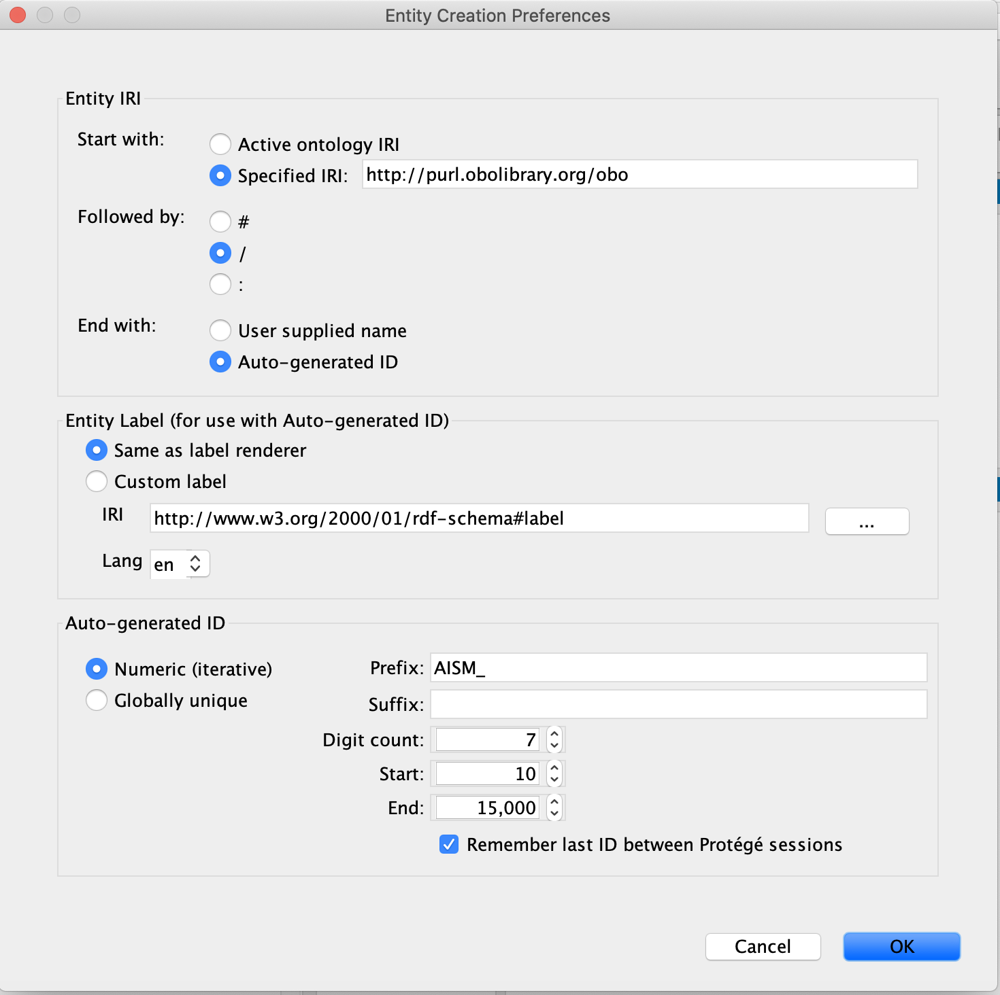 Entity Creation Preferences
Entity IRI
Start with:
Active ontology IRI
Specified IRI: http://purl.obolibrary.org/obo
Followed by:
#
/
:
End with:
User supplied name
Auto-generated ID
Entity Label (for use with Auto-generated ID)
Same as label renderer
Custom label
IRI http://www.w3.org/2000/01/rdf-schema#label ...
Lang en
Auto-generated ID
Numeric (iterative)
Globally unique
Prefix: AISM_
Suffix:
Digit count: 7
Start: 10
End: 15,000
Remember last ID between Protégé sessions
Cancel OK